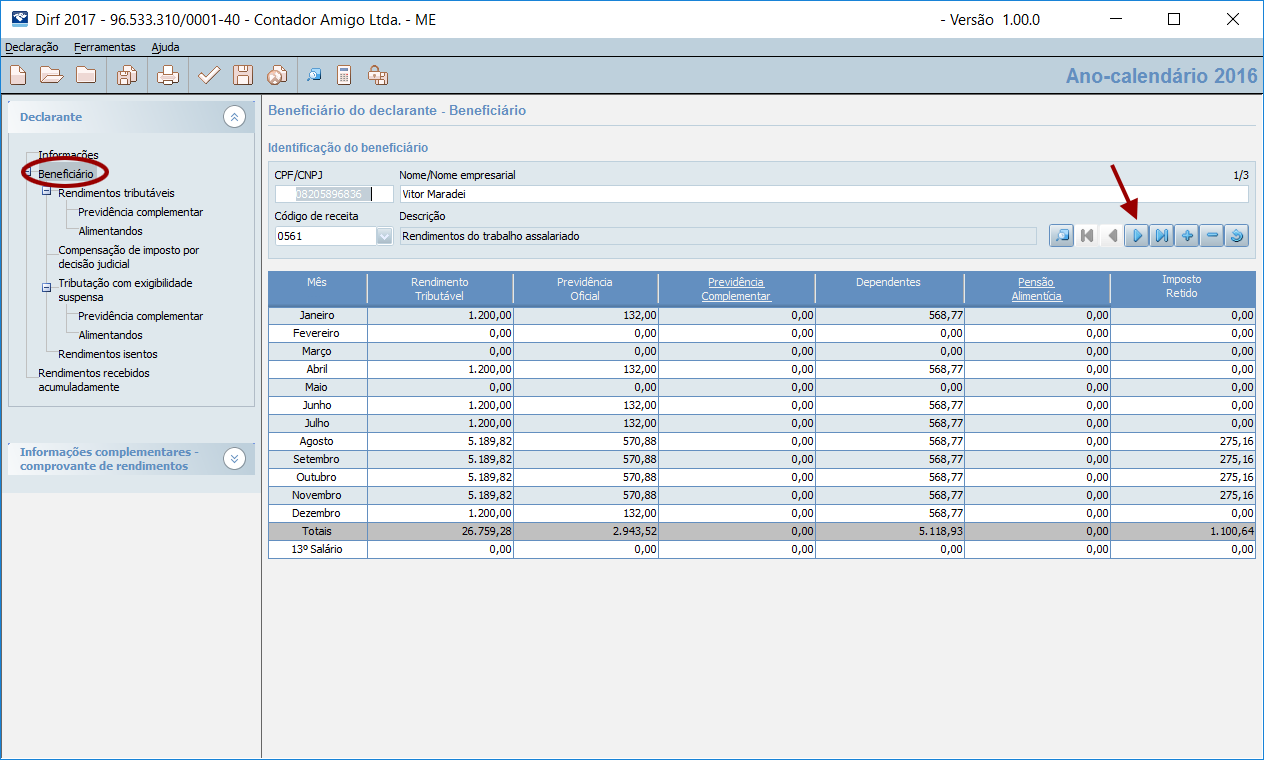 Dirf 2017 - 96.533.310/0001-40 - Contador Amigo Ltda. - ME - Versão 1.00.0
Declaração Ferramentas Ajuda
Ano-calendário 2016
Declarante
Informações
Beneficiário
Rendimentos tributáveis
Previdência complementar
Alimentandos
Compensação de imposto por
decisão judicial
Tributação com exigibilidade
suspensa
Previdência complementar
Alimentandos
Rendimentos isentos
Rendimentos recebidos
acumuladamente
Informações complementares -
comprovante de rendimentos
Beneficiário do declarante - Beneficiário
Identificação do beneficiário
CPF/CNPJ Nome/Nome empresarial 1/3
08205896836 Vitor Maradei
Código de receita Descrição
0561 Rendimentos do trabalho assalariado
Mês Rendimento Tributável Previdência Oficial Previdência Complementar Dependentes Pensão Alimentícia Imposto Retido
Janeiro 1.200,00 132,00 0,00 568,77 0,00 0,00
Fevereiro 0,00 0,00 0,00 0,00 0,00 0,00
Março 0,00 0,00 0,00 0,00 0,00 0,00
Abril 1.200,00 132,00 0,00 568,77 0,00 0,00
Maio 0,00 0,00 0,00 0,00 0,00 0,00
Junho 1.200,00 132,00 0,00 568,77 0,00 0,00
Julho 1.200,00 132,00 0,00 568,77 0,00 0,00
Agosto 5.189,82 570,88 0,00 568,77 0,00 275,16
Setembro 5.189,82 570,88 0,00 568,77 0,00 275,16
Outubro 5.189,82 570,88 0,00 568,77 0,00 275,16
Novembro 5.189,82 570,88 0,00 568,77 0,00 275,16
Dezembro 1.200,00 132,00 0,00 568,77 0,00 0,00
Totais 26.759,28 2.943,52 0,00 5.118,93 0,00 1.100,64
13º Salário 0,00 0,00 0,00 0,00 0,00 0,00